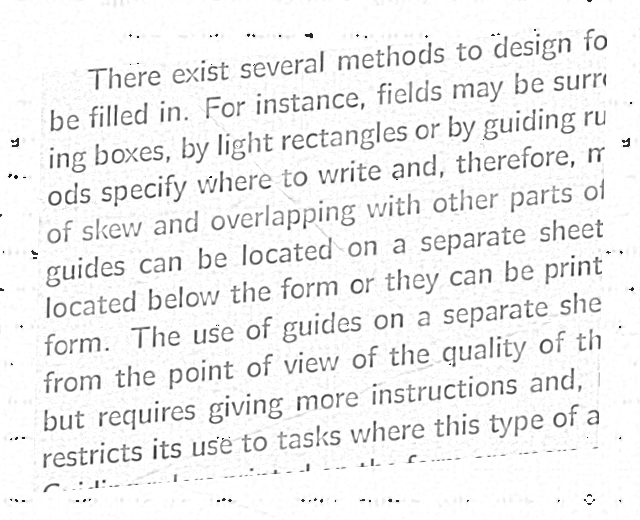 There exist several methods to design fo
be filled in. For instance, fields may be surr
ing boxes, by light rectangles or by guiding ru
ods specify where to write and, therefore, m
of skew and overlapping with other parts of
guides can be located on a separate sheet
located below the form or they can be print
form. The use of guides on a separate she
from the point of view of the quality of th
but requires giving more instructions and,
restricts its use to tasks where this type of a